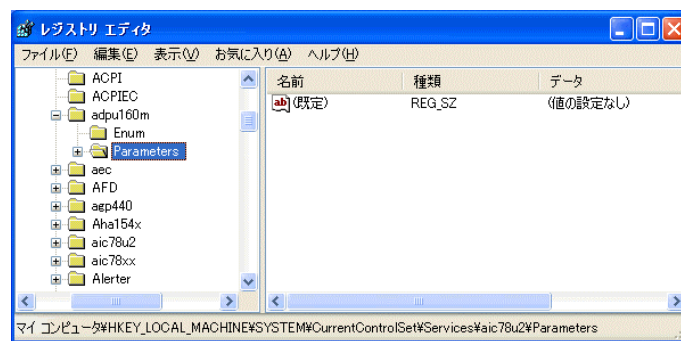 レジストリ エディタ
ファイル(F) 編集(E) 表示(V) お気に入り(A) ヘルプ(H)
ACPI
ACPIEC
adpu160m
Enum
Parameters
aec
AFD
agp440
Aha154x
aic78u2
aic78xx
Alerter
名前 種類 データ
ab (既定) REG_SZ (値の設定なし)
マイ コンピュータ¥HKEY_LOCAL_MACHINE¥SYSTEM¥CurrentControlSet¥Services¥aic78u2¥Parameters